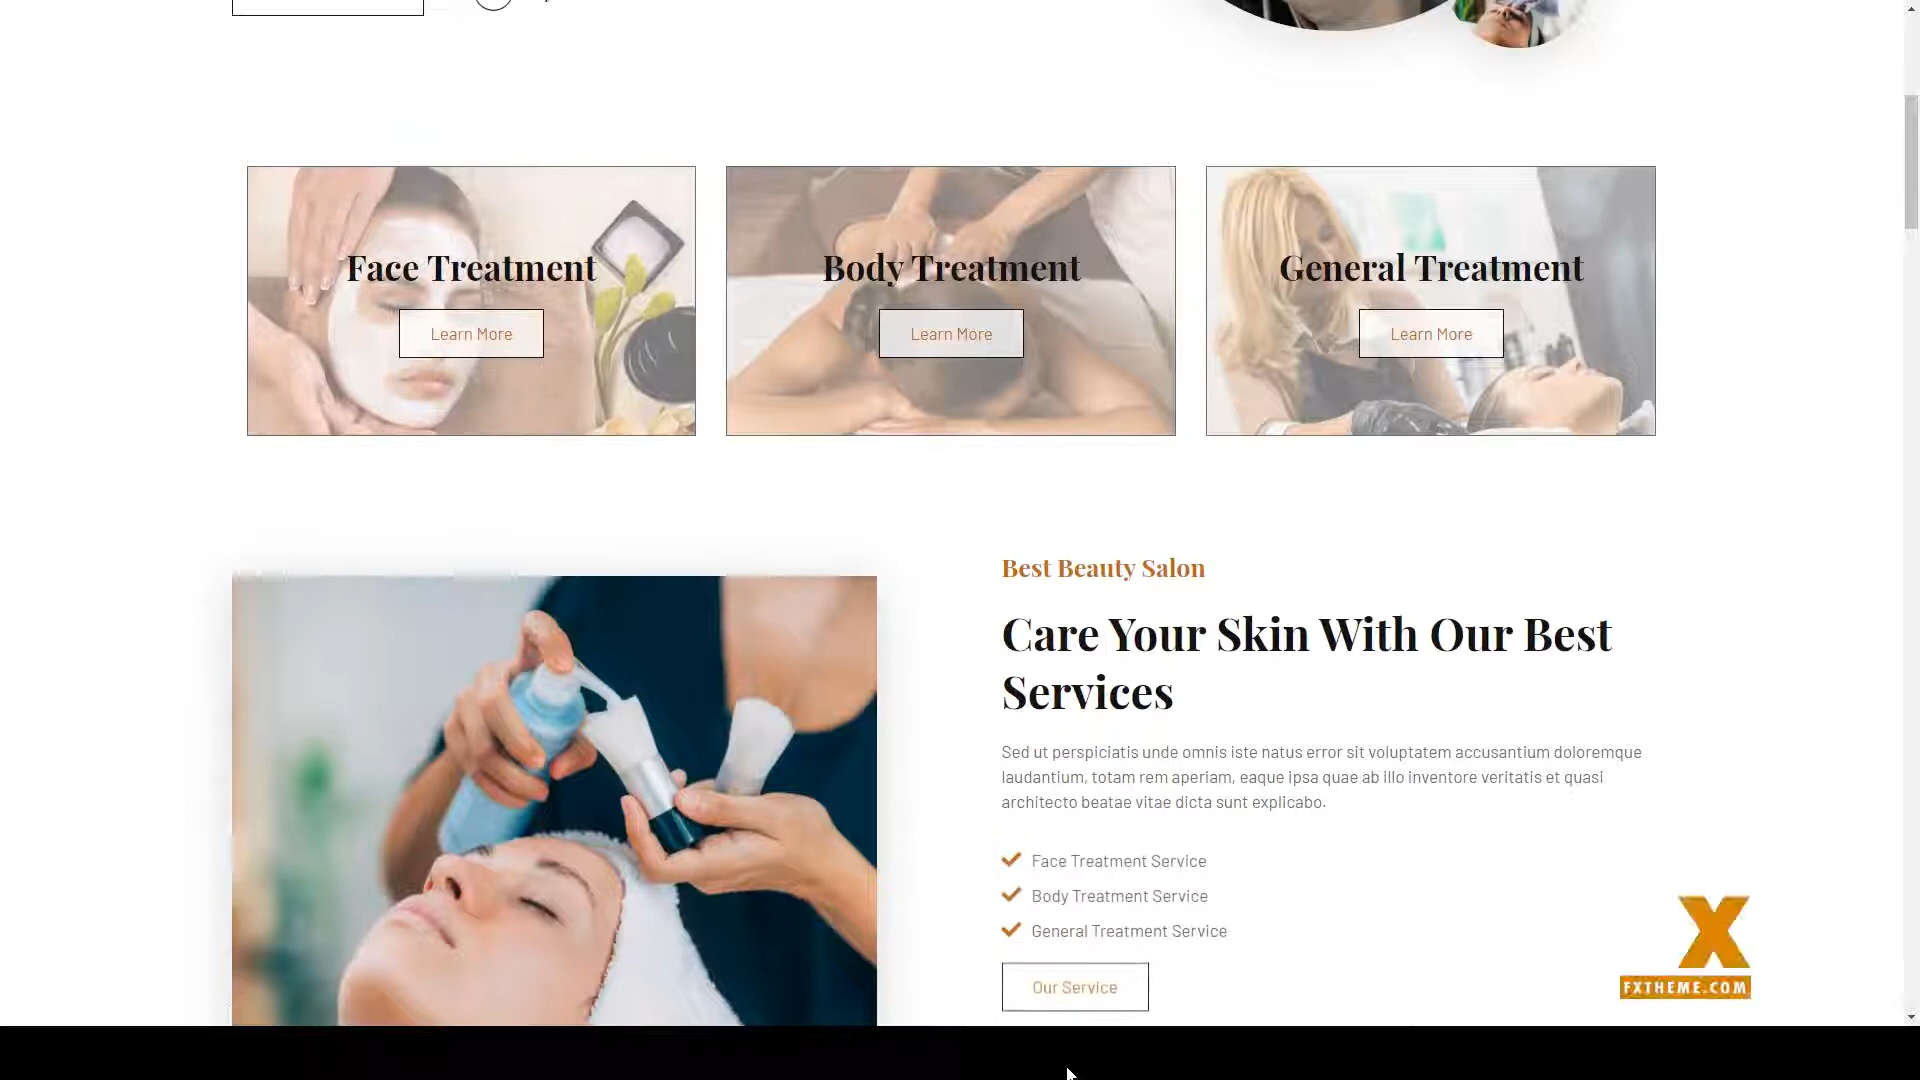 Face Treatment
Body Treatment
General Treatment
Learn More
Learn More
Learn More
Best Beauty Salon
Care Your Skin With Our Best
Services
Sed ut perspiciatis unde omnis iste natus error sit voluptatem accusantium doloremque
laudantium, totam rem aperiam, eaque ipsa quae ab illo inventore veritatis et quasi
architecto beatae vitae dicta sunt explicabo.
Face Treatment Service
Body Treatment Service
General Treatment Service
Our Service
X
FXTHEME.COM